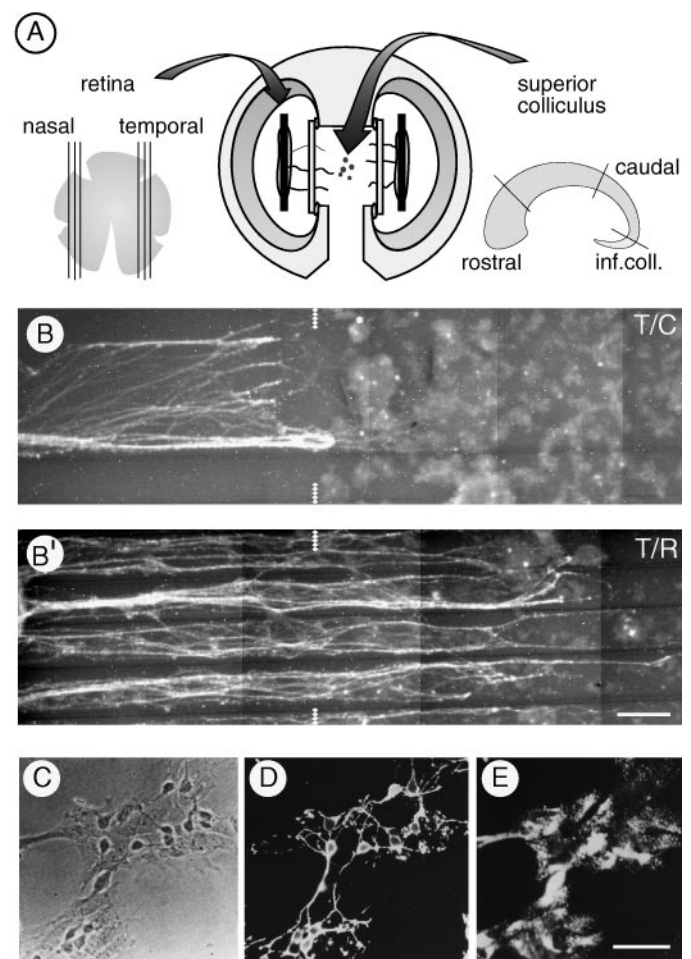 A
retina
superior
colliculus
nasal temporal
caudal
rostral
inf.coll.
B
T/C
B'
T/R
C
D
E